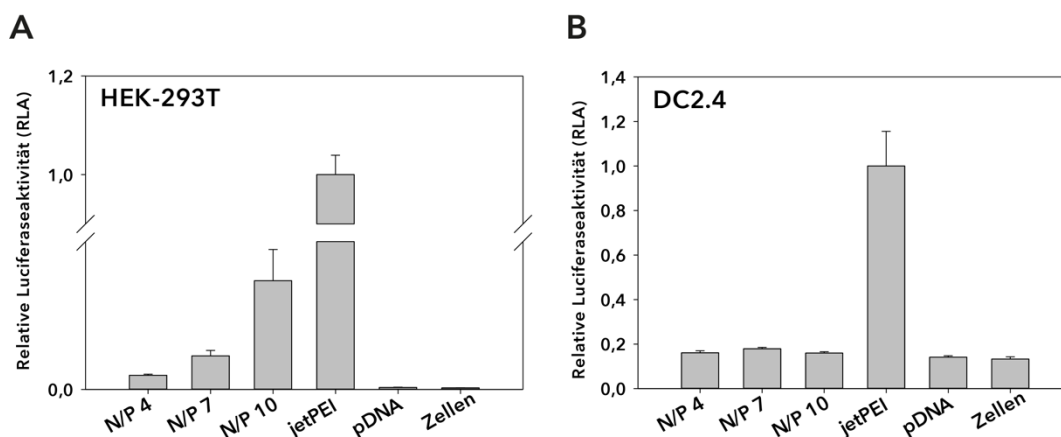 A
Relative Luciferaseaktivität (RLA)
1,2
1,0
0,0
HEK-293T
N/P 4
N/P 7
N/P 10
jetPEI
pDNA
Zellen
B
Relative Luciferaseaktivität (RLA)
1,4
1,2
1,0
0,8
0,6
0,4
0,2
0,0
DC2.4
N/P 4
N/P 7
N/P 10
jetPEI
pDNA
Zellen